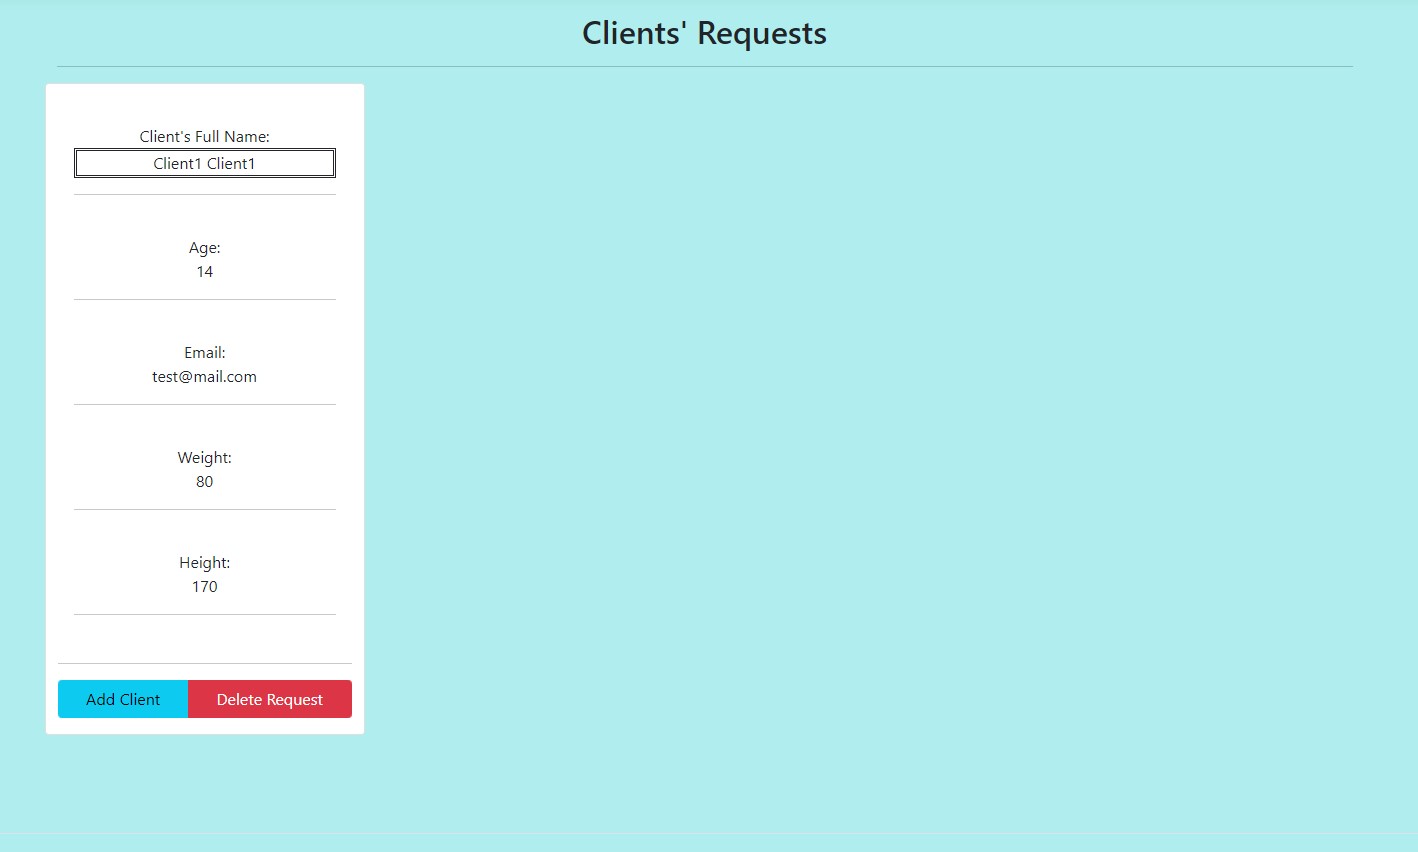 Clients' Requests
Client's Full Name:
Client1 Client1
Age:
14
Email:
test@mail.com
Weight:
80
Height:
170
Add Client
Delete Request